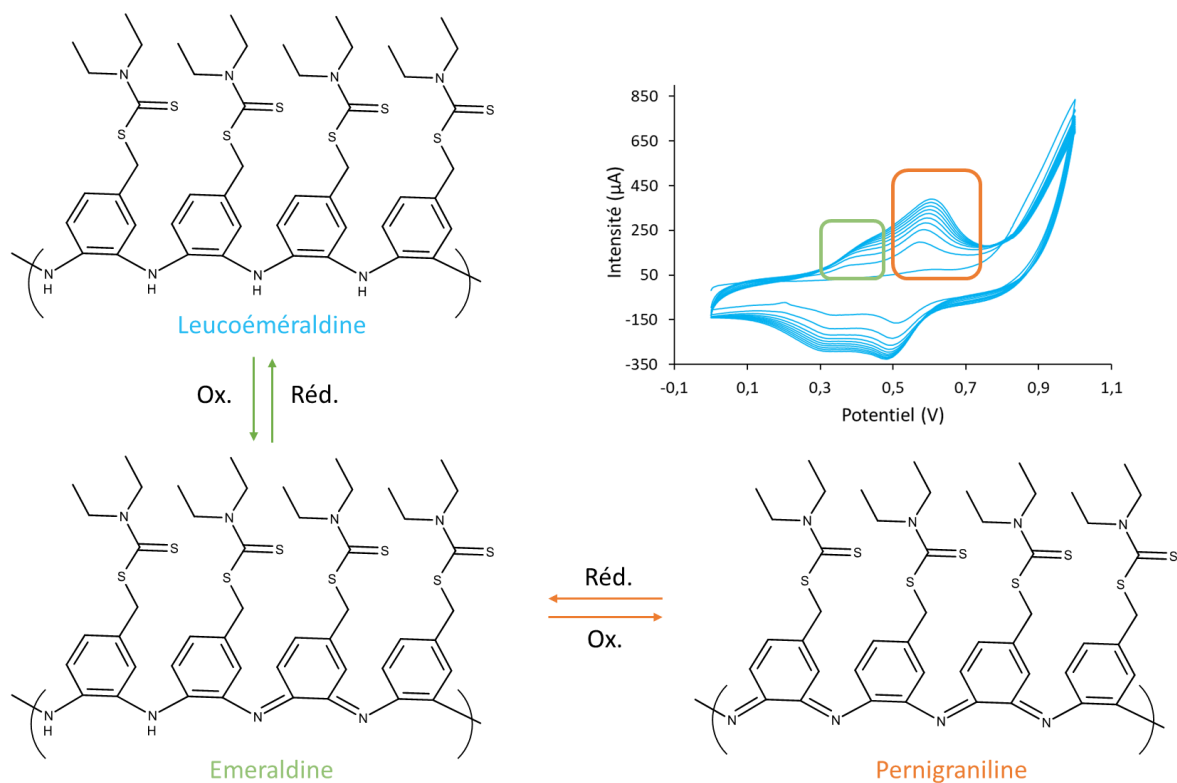 N
N
N
N
S
S
S
S
S
S
S
S
N
H
N
H
N
H
N
H
Leucoéméraldine
850
650
450
250
50
-150
-350
Intensité (µA)
-0,1
0,1
0,3
0,5
0,7
0,9
1,1
Potentiel (V)
Ox.
Réd.
N
N
N
N
S
S
S
S
S
S
S
S
N
H
N
H
N
N
Emeraldine
Réd.
Ox.
N
N
N
N
S
S
S
S
S
S
S
S
N
N
N
N
Pernigraniline